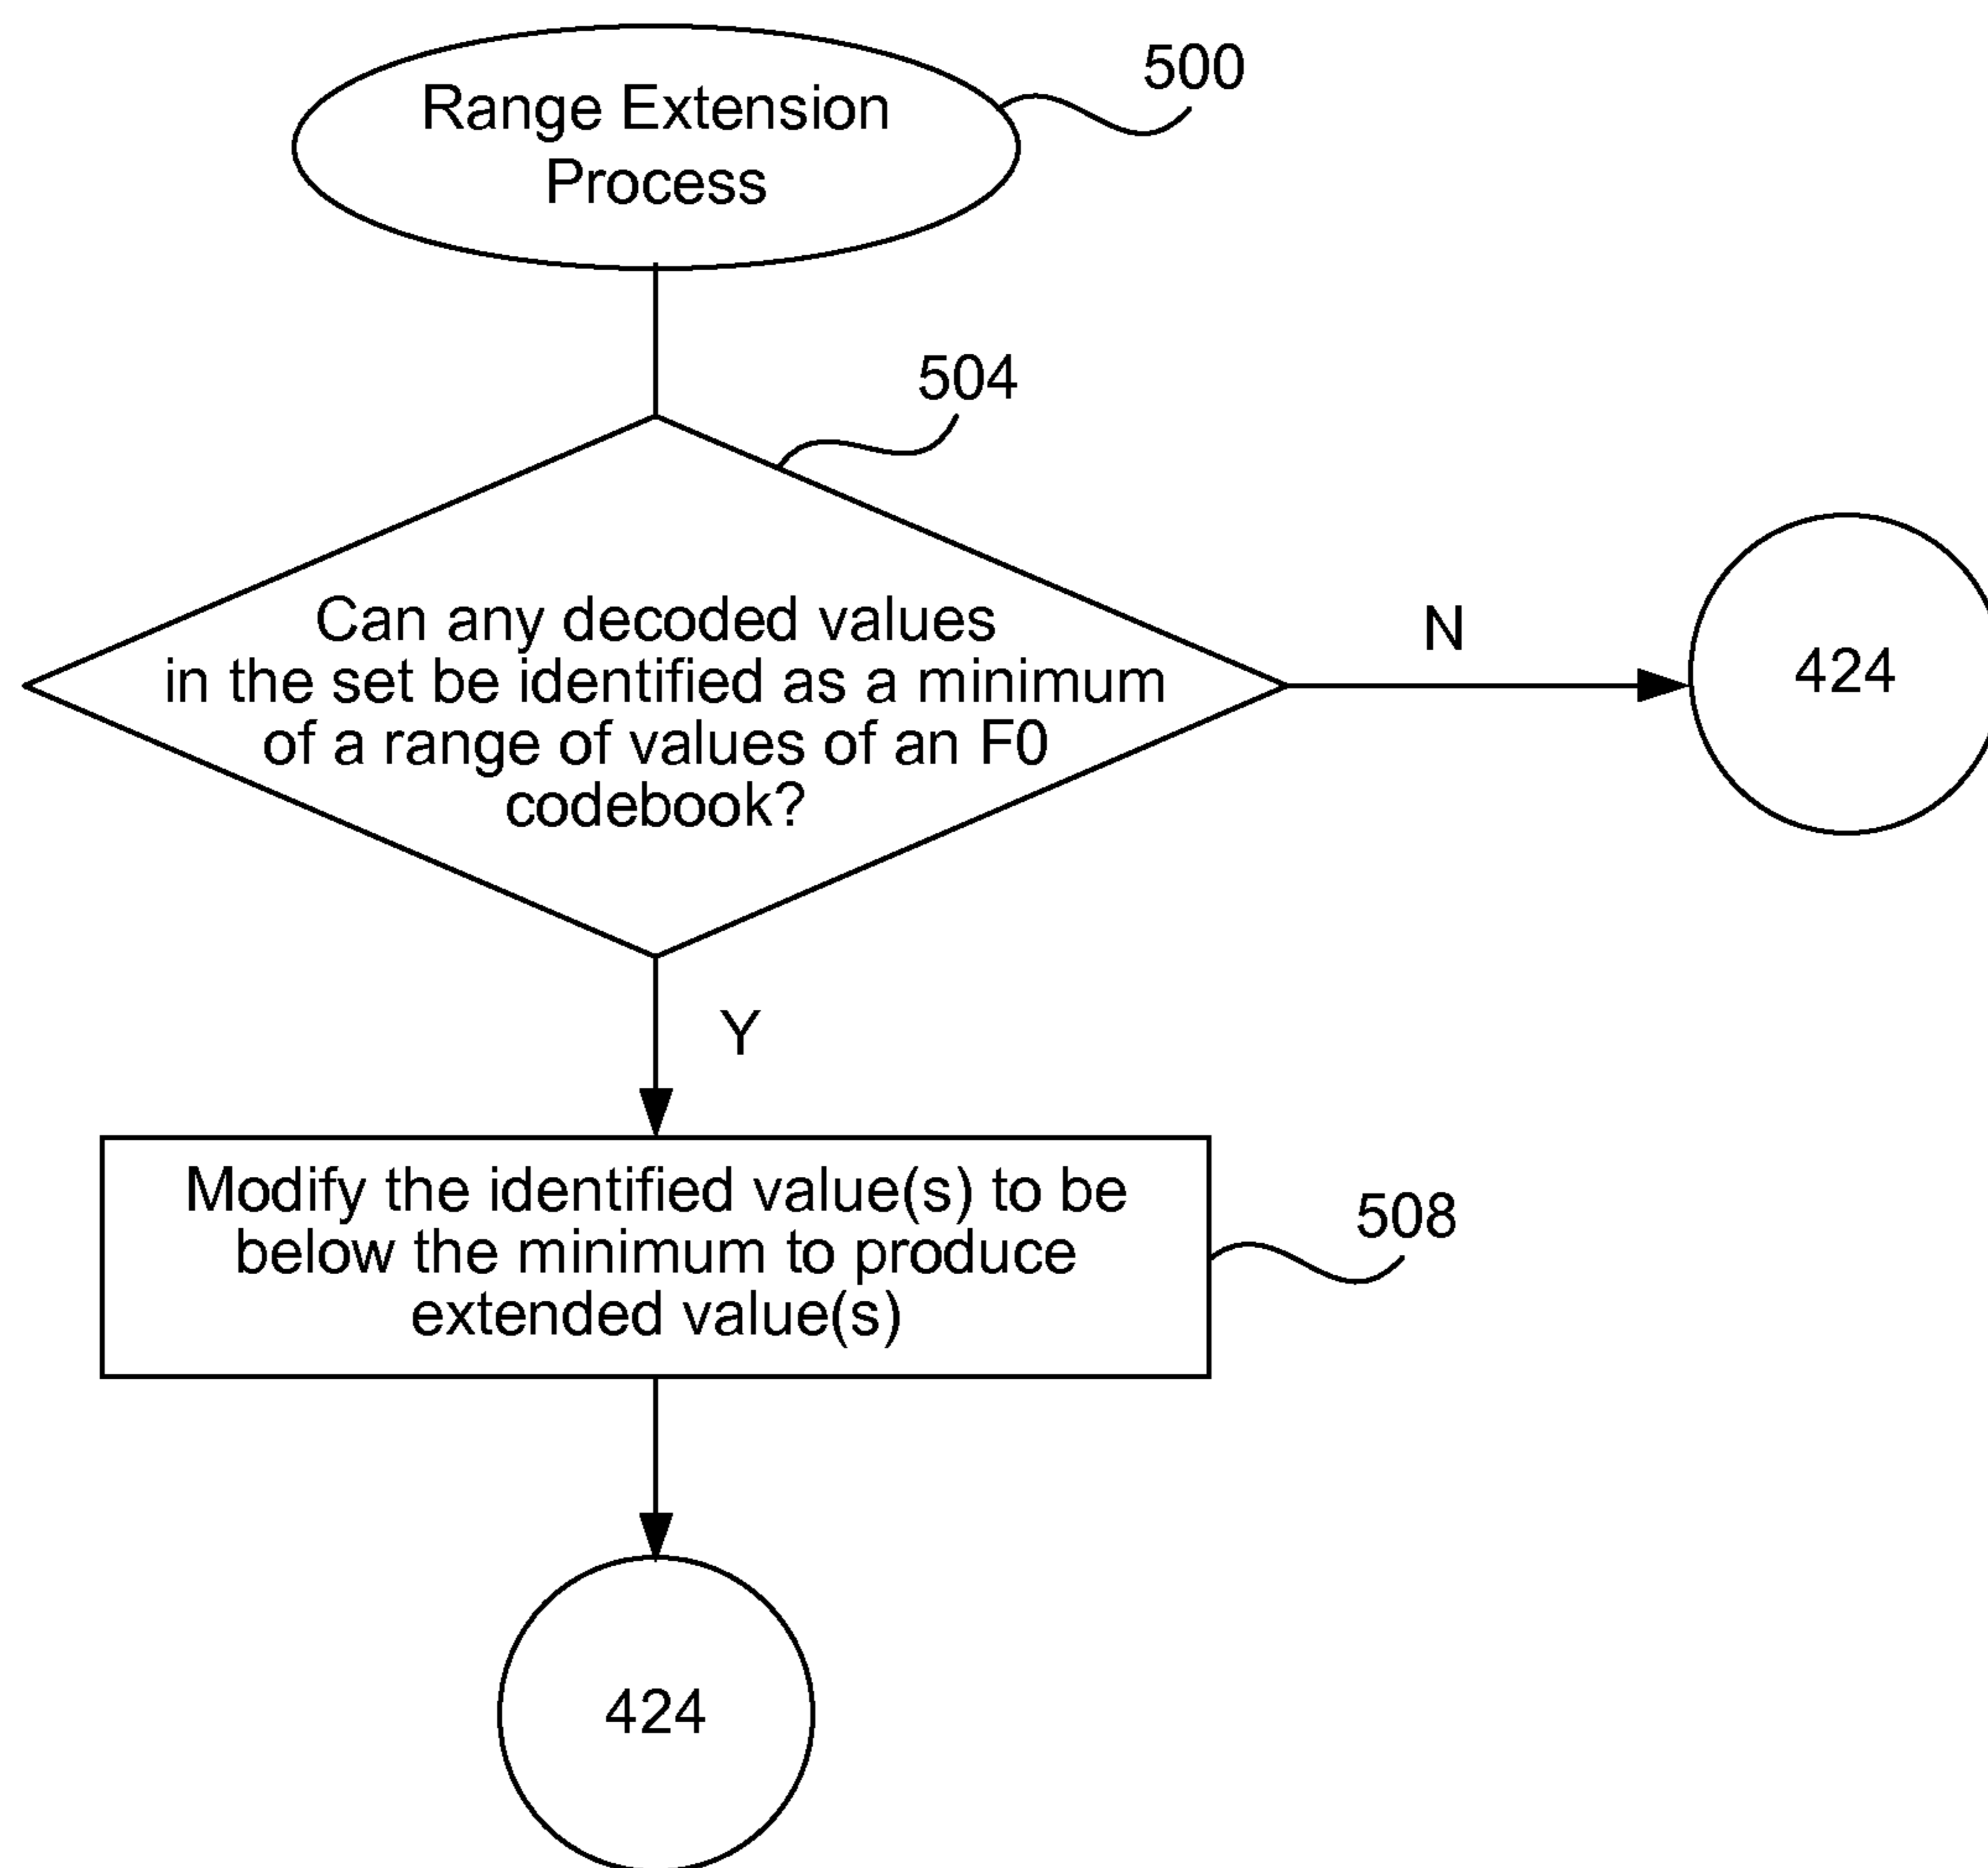 Range Extension
Process
500
504
Can any decoded values
in the set be identified as a minimum
of a range of values of an F0
codebook?
N
424
Y
Modify the identified value(s) to be
below the minimum to produce
extended value(s)
508
424